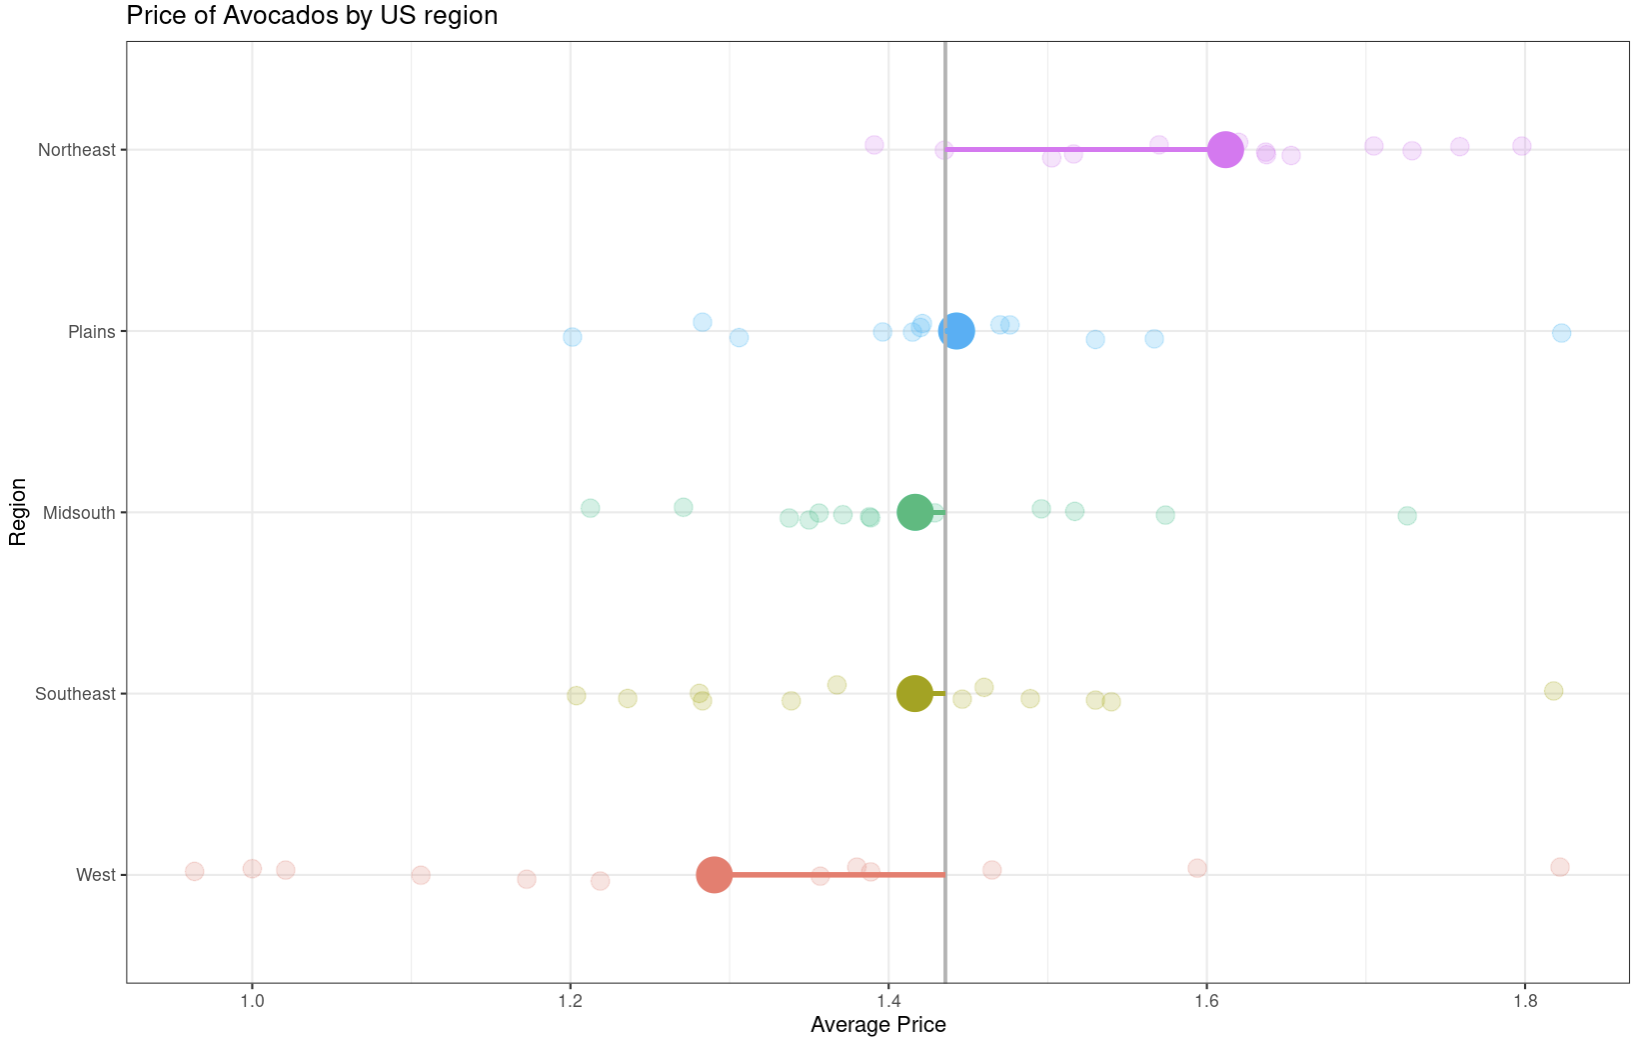 Price of Avocados by US region
Region
Northeast
Plains
Midsouth
Southeast
West
1.0 1.2 1.4 1.6 1.8
Average Price